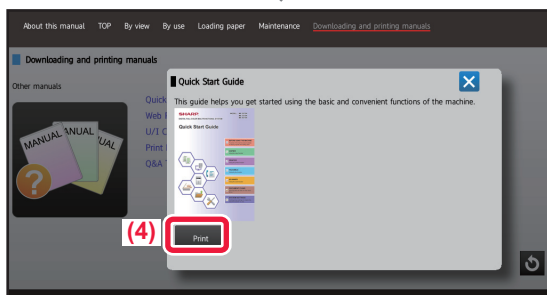 About this manual TOP By view By use Loading paper Maintenance Downloading and printing manuals
Downloading and printing manuals
Other manuals
MANUAL
ANUAL
UAL
?
Quick
Web
U/I
Print
Q&A
Quick Start Guide
This guide helps you get started using the basic and convenient functions of the machine.
SHARP
Quick Start Guide
(4)
Print